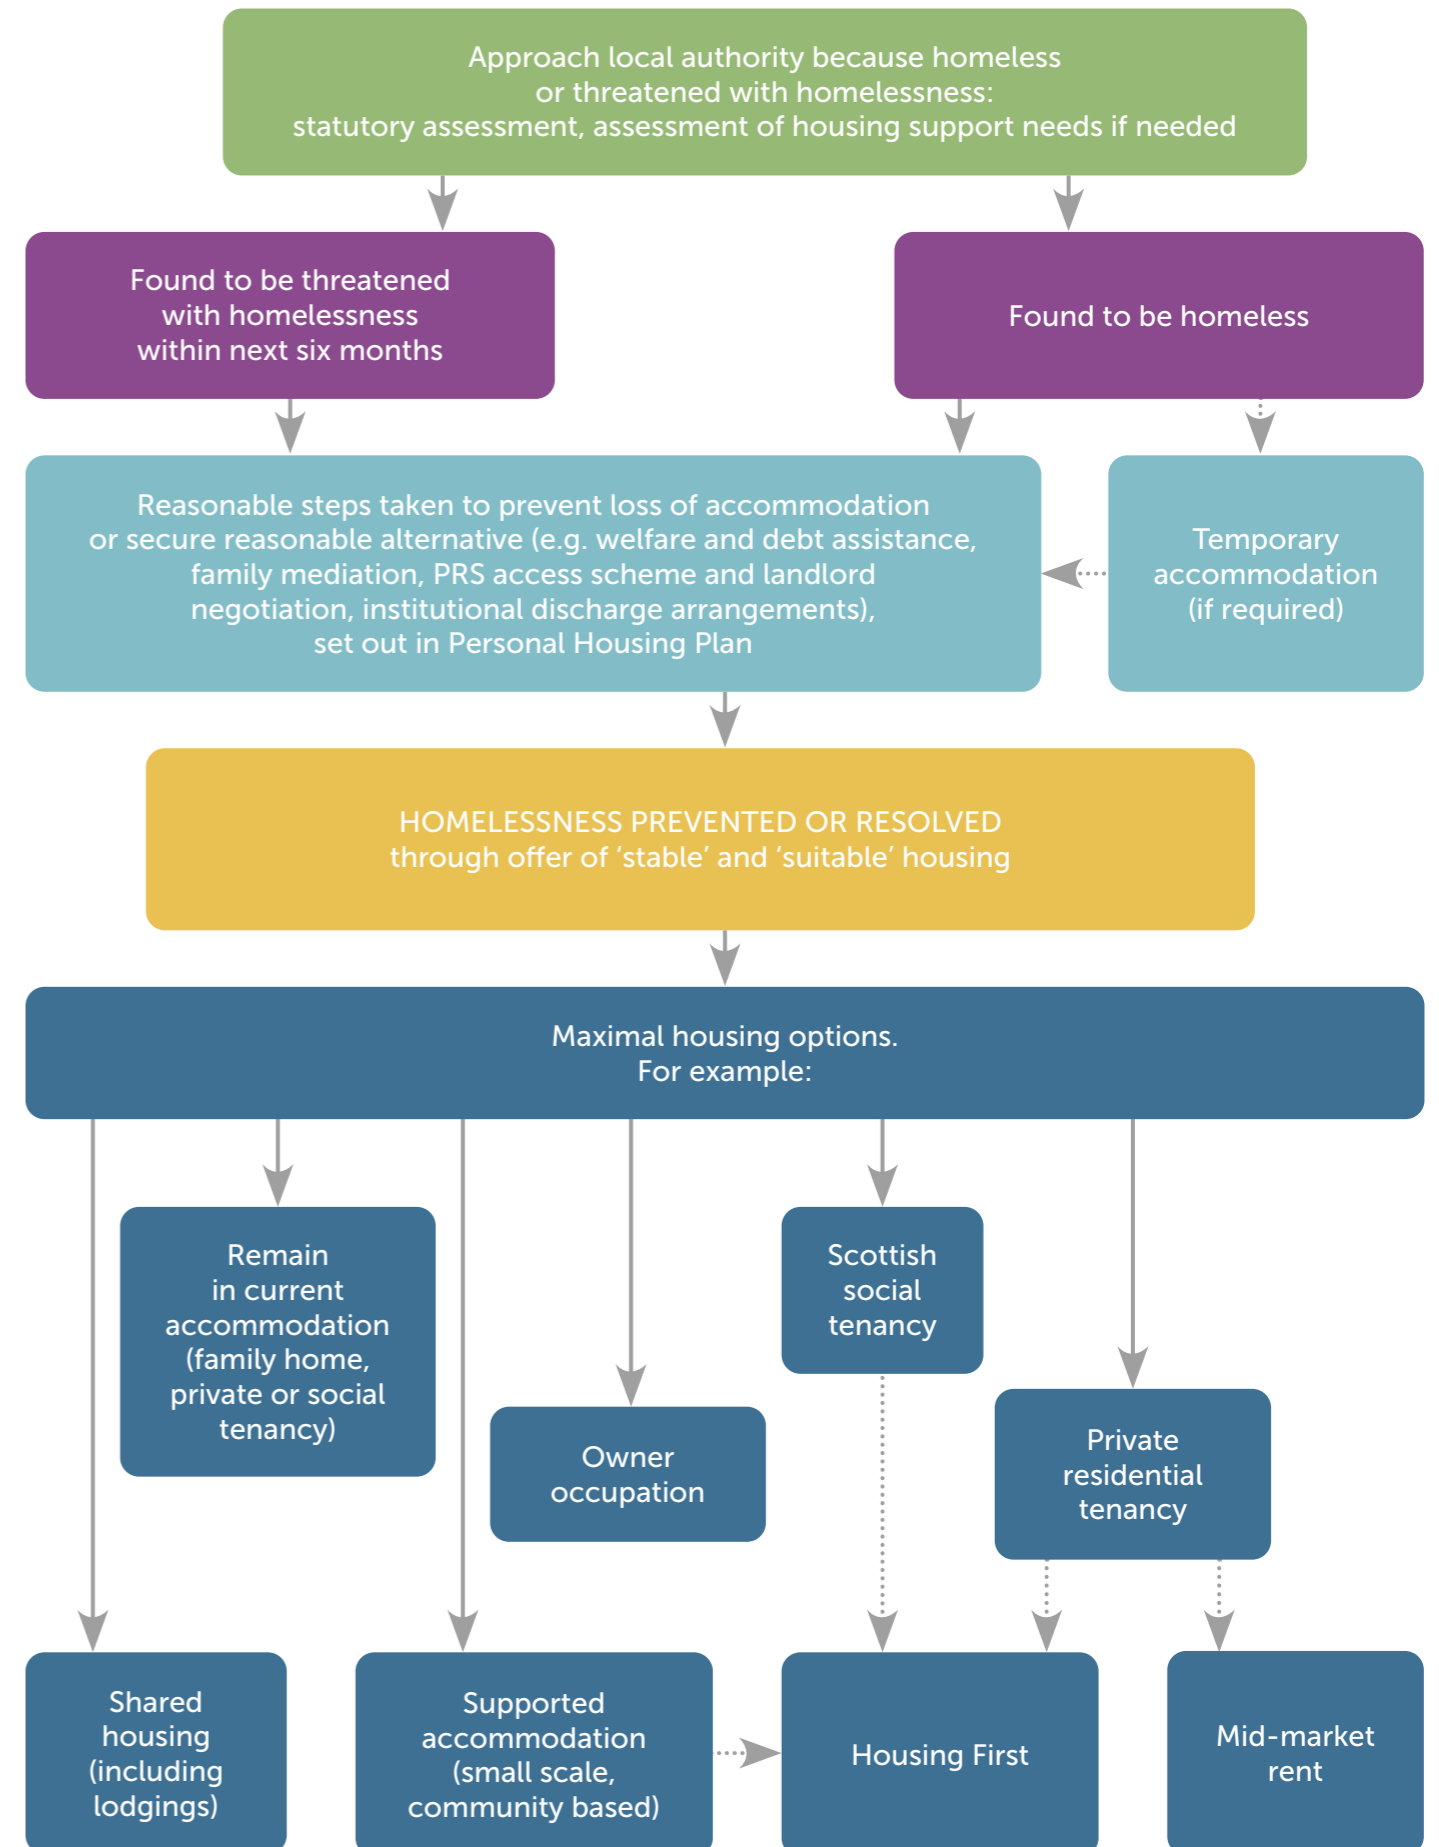 Approach local authority because homeless
or threatened with homelessness:
statutory assessment, assessment of housing support needs if needed
Found to be threatened
with homelessness
within next six months
Found to be homeless
Reasonable steps taken to prevent loss of accommodation
or secure reasonable alternative (e.g. welfare and debt assistance,
family mediation, PRS access scheme and landlord
negotiation, institutional discharge arrangements),
set out in Personal Housing Plan
Temporary
accommodation
(if required)
HOMELESSNESS PREVENTED OR RESOLVED
through offer of ‘stable’ and ‘suitable’ housing
Maximal housing options.
For example:
Remain
in current
accommodation
(family home,
private or social
tenancy)
Scottish
social
tenancy
Owner
occupation
Private
residential
tenancy
Shared
housing
(including
lodgings)
Supported
accommodation
(small scale,
community based)
Housing First
Mid-market
rent